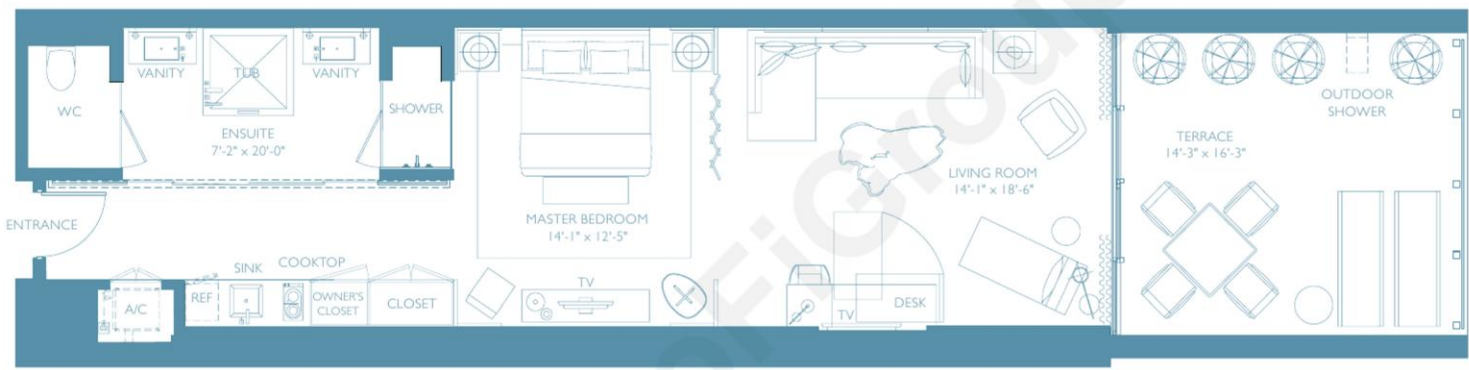 WC
VANITY
TUB
VANITY
ENSUITE
7'-2" x 20'-0"
SHOWER
ENTRANCE
A/C
REF
SINK
COOKTOP
OWNER'S
CLOSET
CLOSET
MASTER BEDROOM
14'-1" x 12'-5"
TV
LIVING ROOM
14'-1" x 18'-6"
TV
DESK
OUTDOOR
SHOWER
TERRACE
14'-3" x 16'-3"